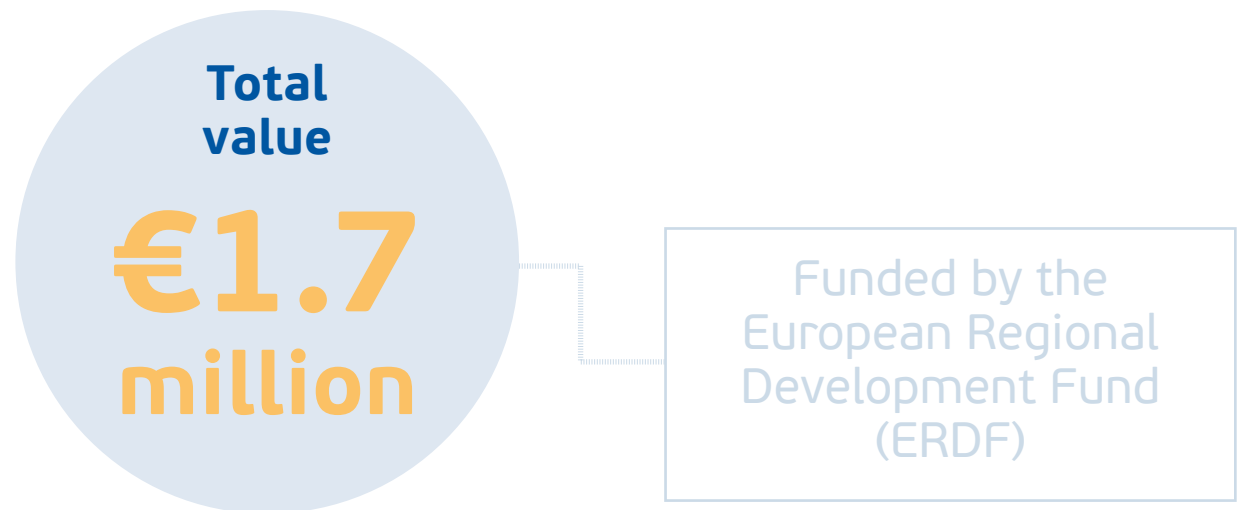 Total
value
€1.7
million
Funded by the
European Regional
Development Fund
(ERDF)